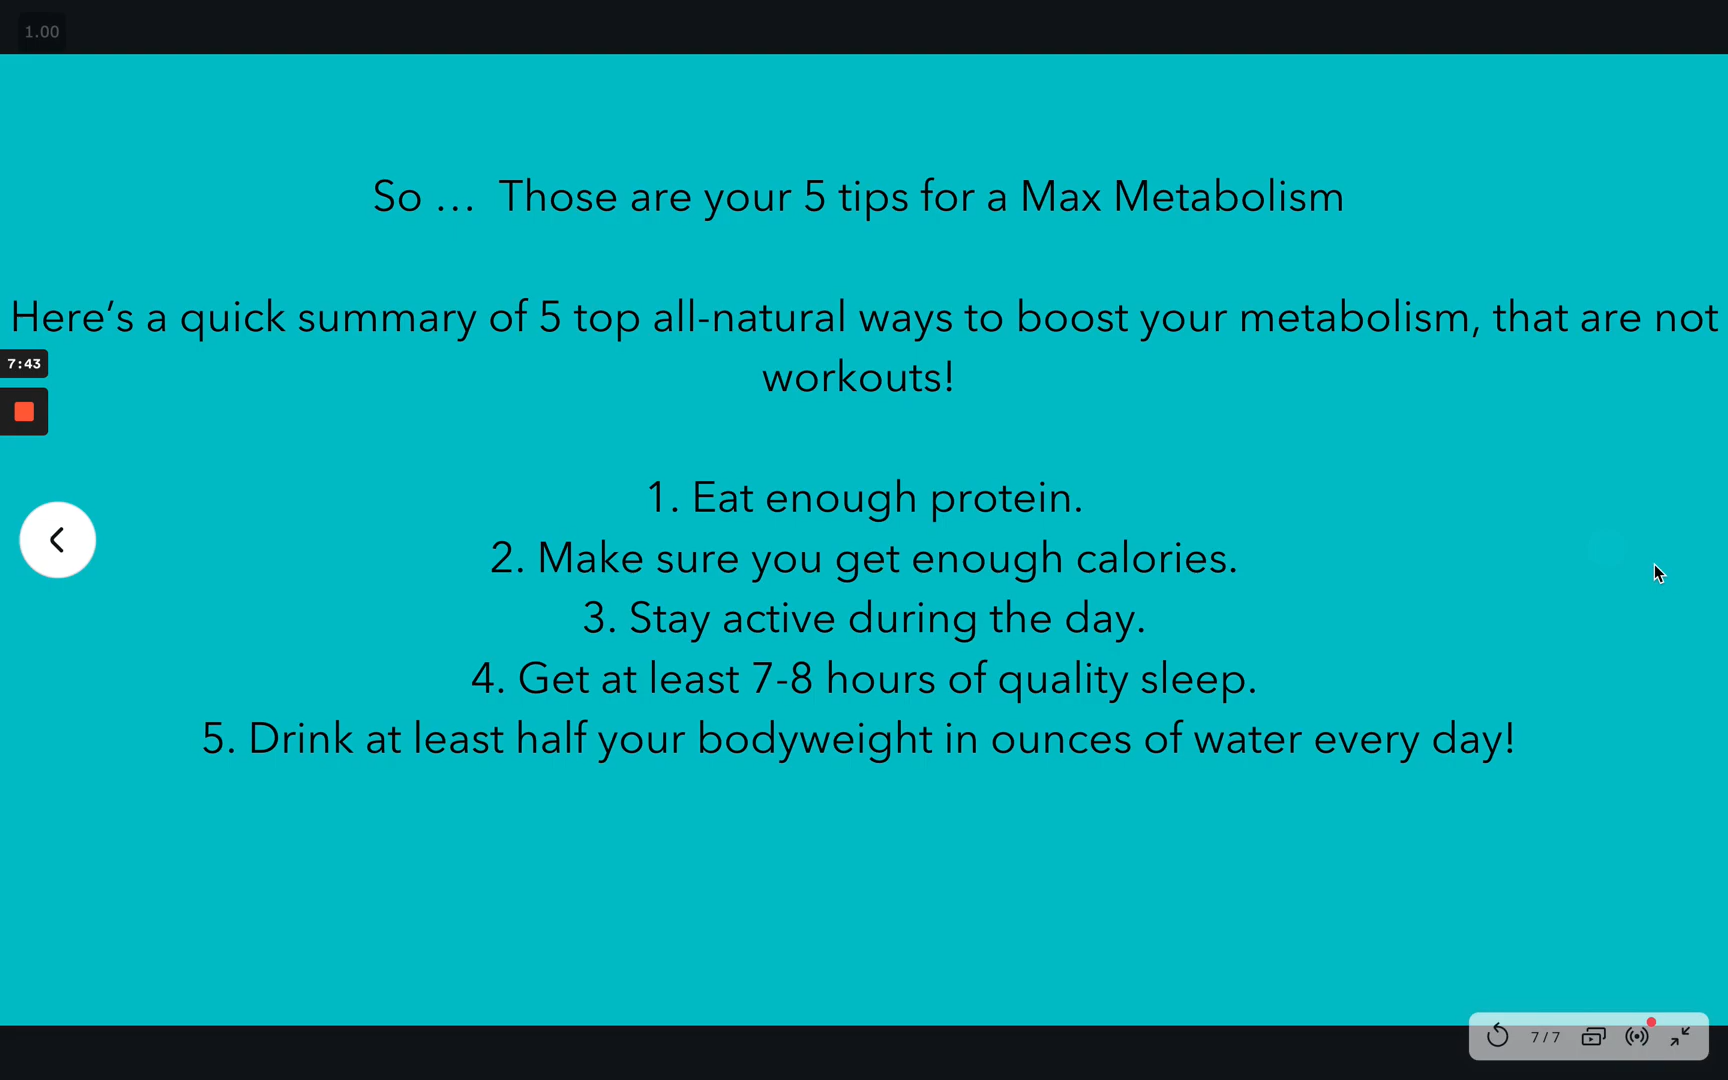 1.00
So …  Those are your 5 tips for a Max Metabolism
Here’s a quick summary of 5 top all-natural ways to boost your metabolism, that are not
workouts!
7:43
1. Eat enough protein.
2. Make sure you get enough calories.
3. Stay active during the day.
4. Get at least 7-8 hours of quality sleep.
5. Drink at least half your bodyweight in ounces of water every day!
7/7